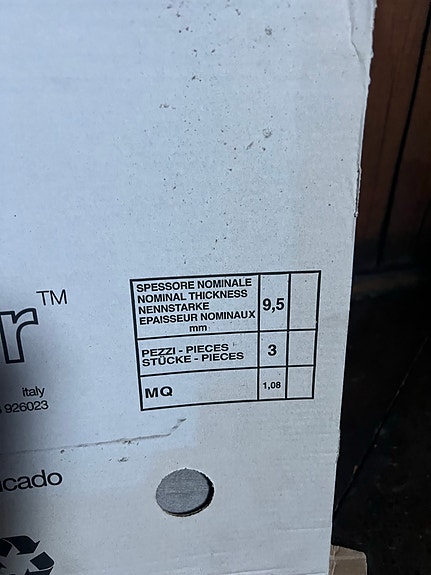 r™
italy
926023
cado
SPESSORE NOMINALE
NOMINAL THICKNESS
NENNSTARKE
EPAISSEUR NOMINAUX
mm
9,5
PEZZI - PIECES
STÜCKE - PIECES
3
MQ
1,08